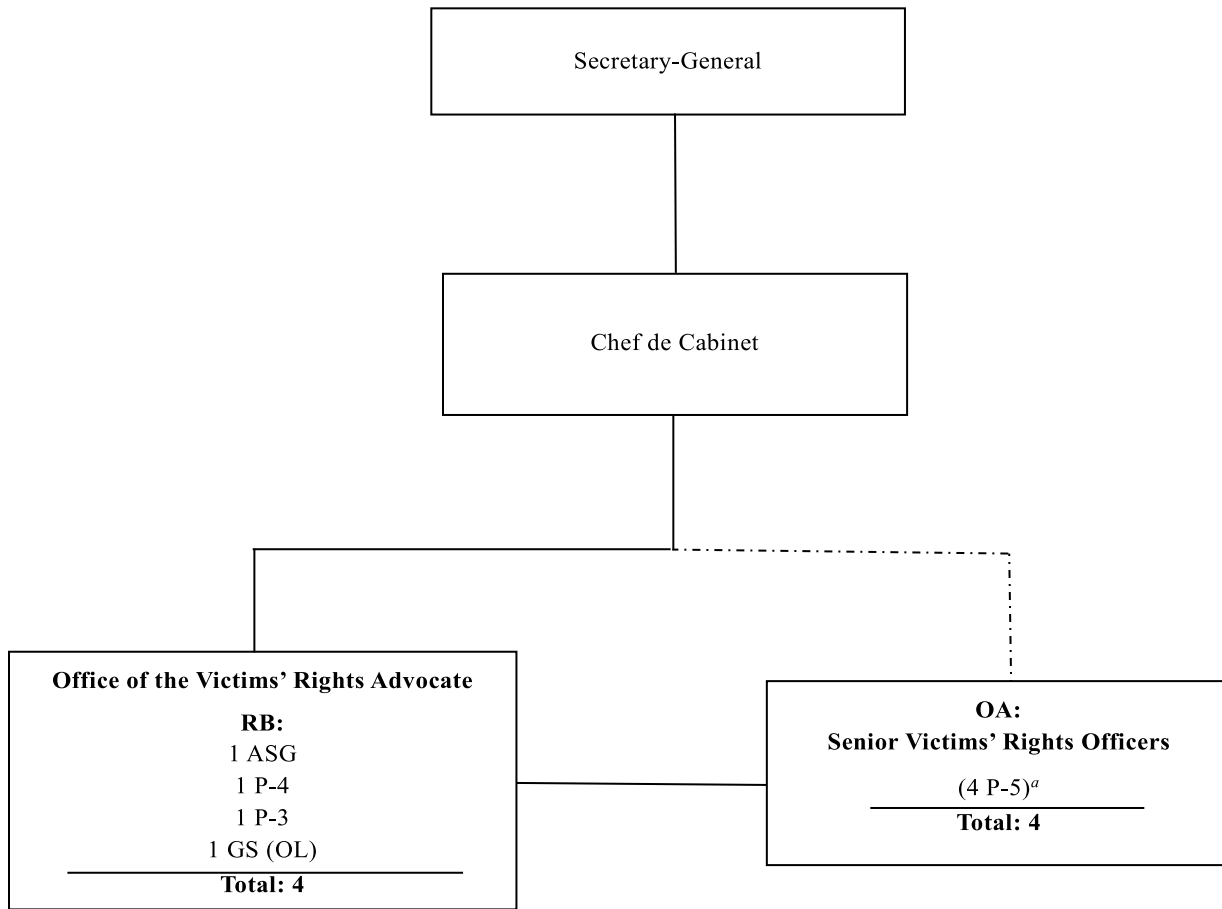 Secretary-General
Chef de Cabinet
Office of the Victims’ Rights Advocate
RB:
1 ASG
1 P-4
1 P-3
1 GS (OL)
Total: 4
OA:
Senior Victims’ Rights Officers
(4 P-5)a
Total: 4